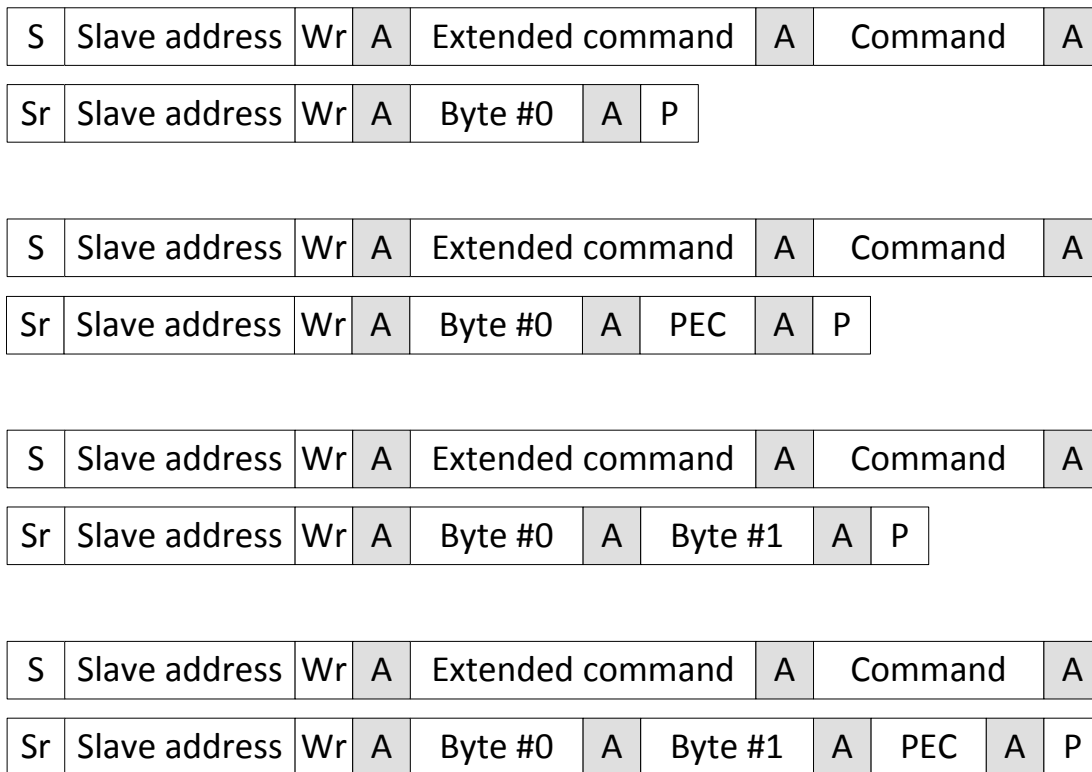 S Slave address Wr A Extended command A Command A
Sr Slave address Wr A Byte #0 A P
S Slave address Wr A Extended command A Command A
Sr Slave address Wr A Byte #0 A PEC A P
S Slave address Wr A Extended command A Command A
Sr Slave address Wr A Byte #0 A Byte #1 A P
S Slave address Wr A Extended command A Command A
Sr Slave address Wr A Byte #0 A Byte #1 A PEC A P